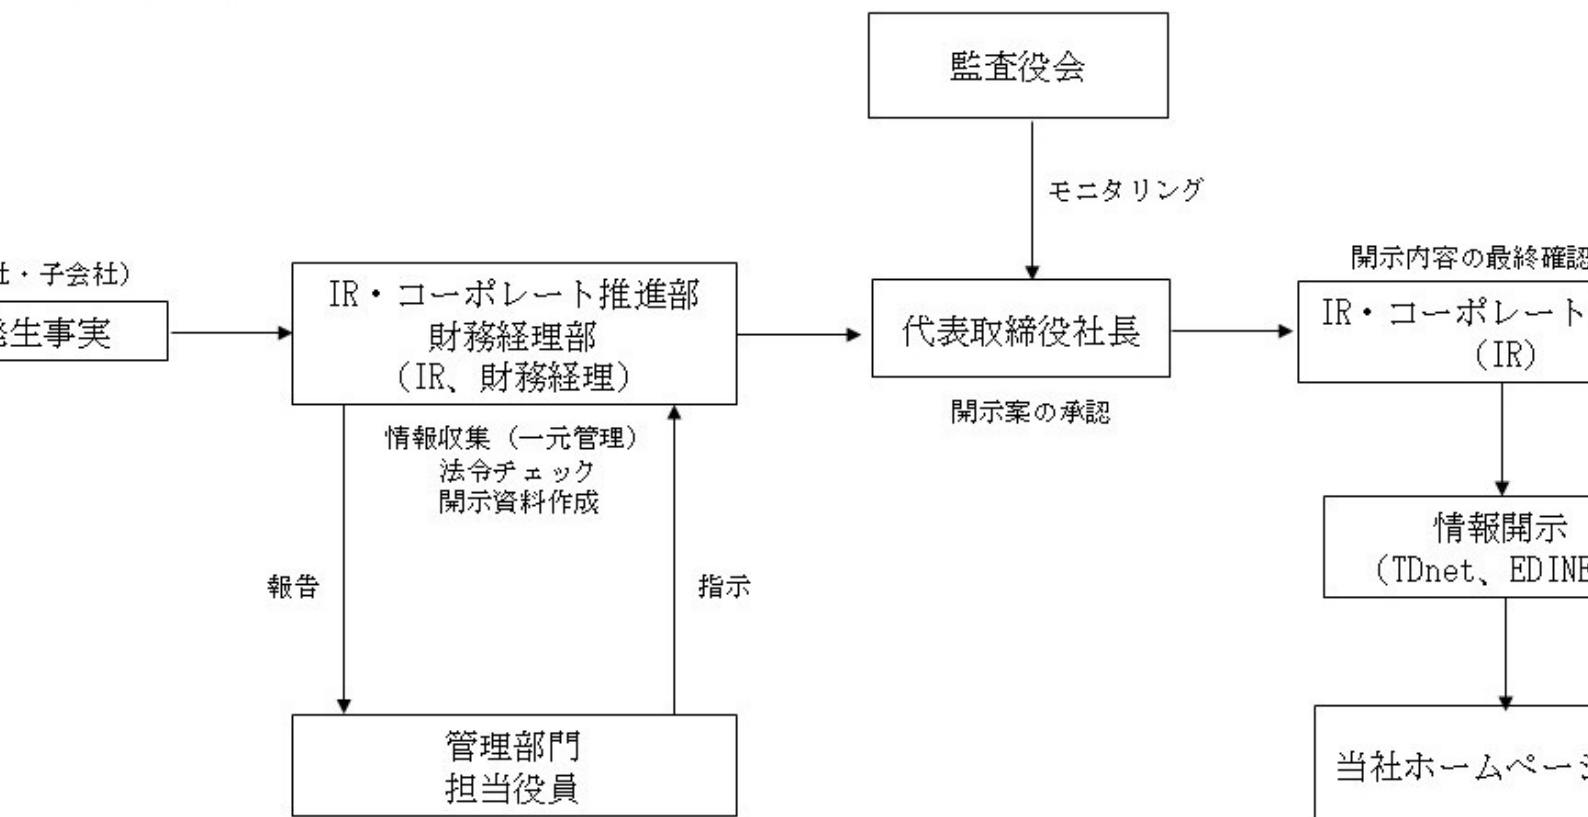 監査役会
モニタリング
社・子会社）
発生事実
IR・コーポレート推進部
財務経理部
（IR、財務経理）
情報収集（一元管理）
法令チェック
開示資料作成
報告
指示
管理部門
担当役員
代表取締役社長
開示案の承認
開示内容の最終確認
IR・コーポレート
（IR）
情報開示
（TDnet、EDINE
当社ホームページ